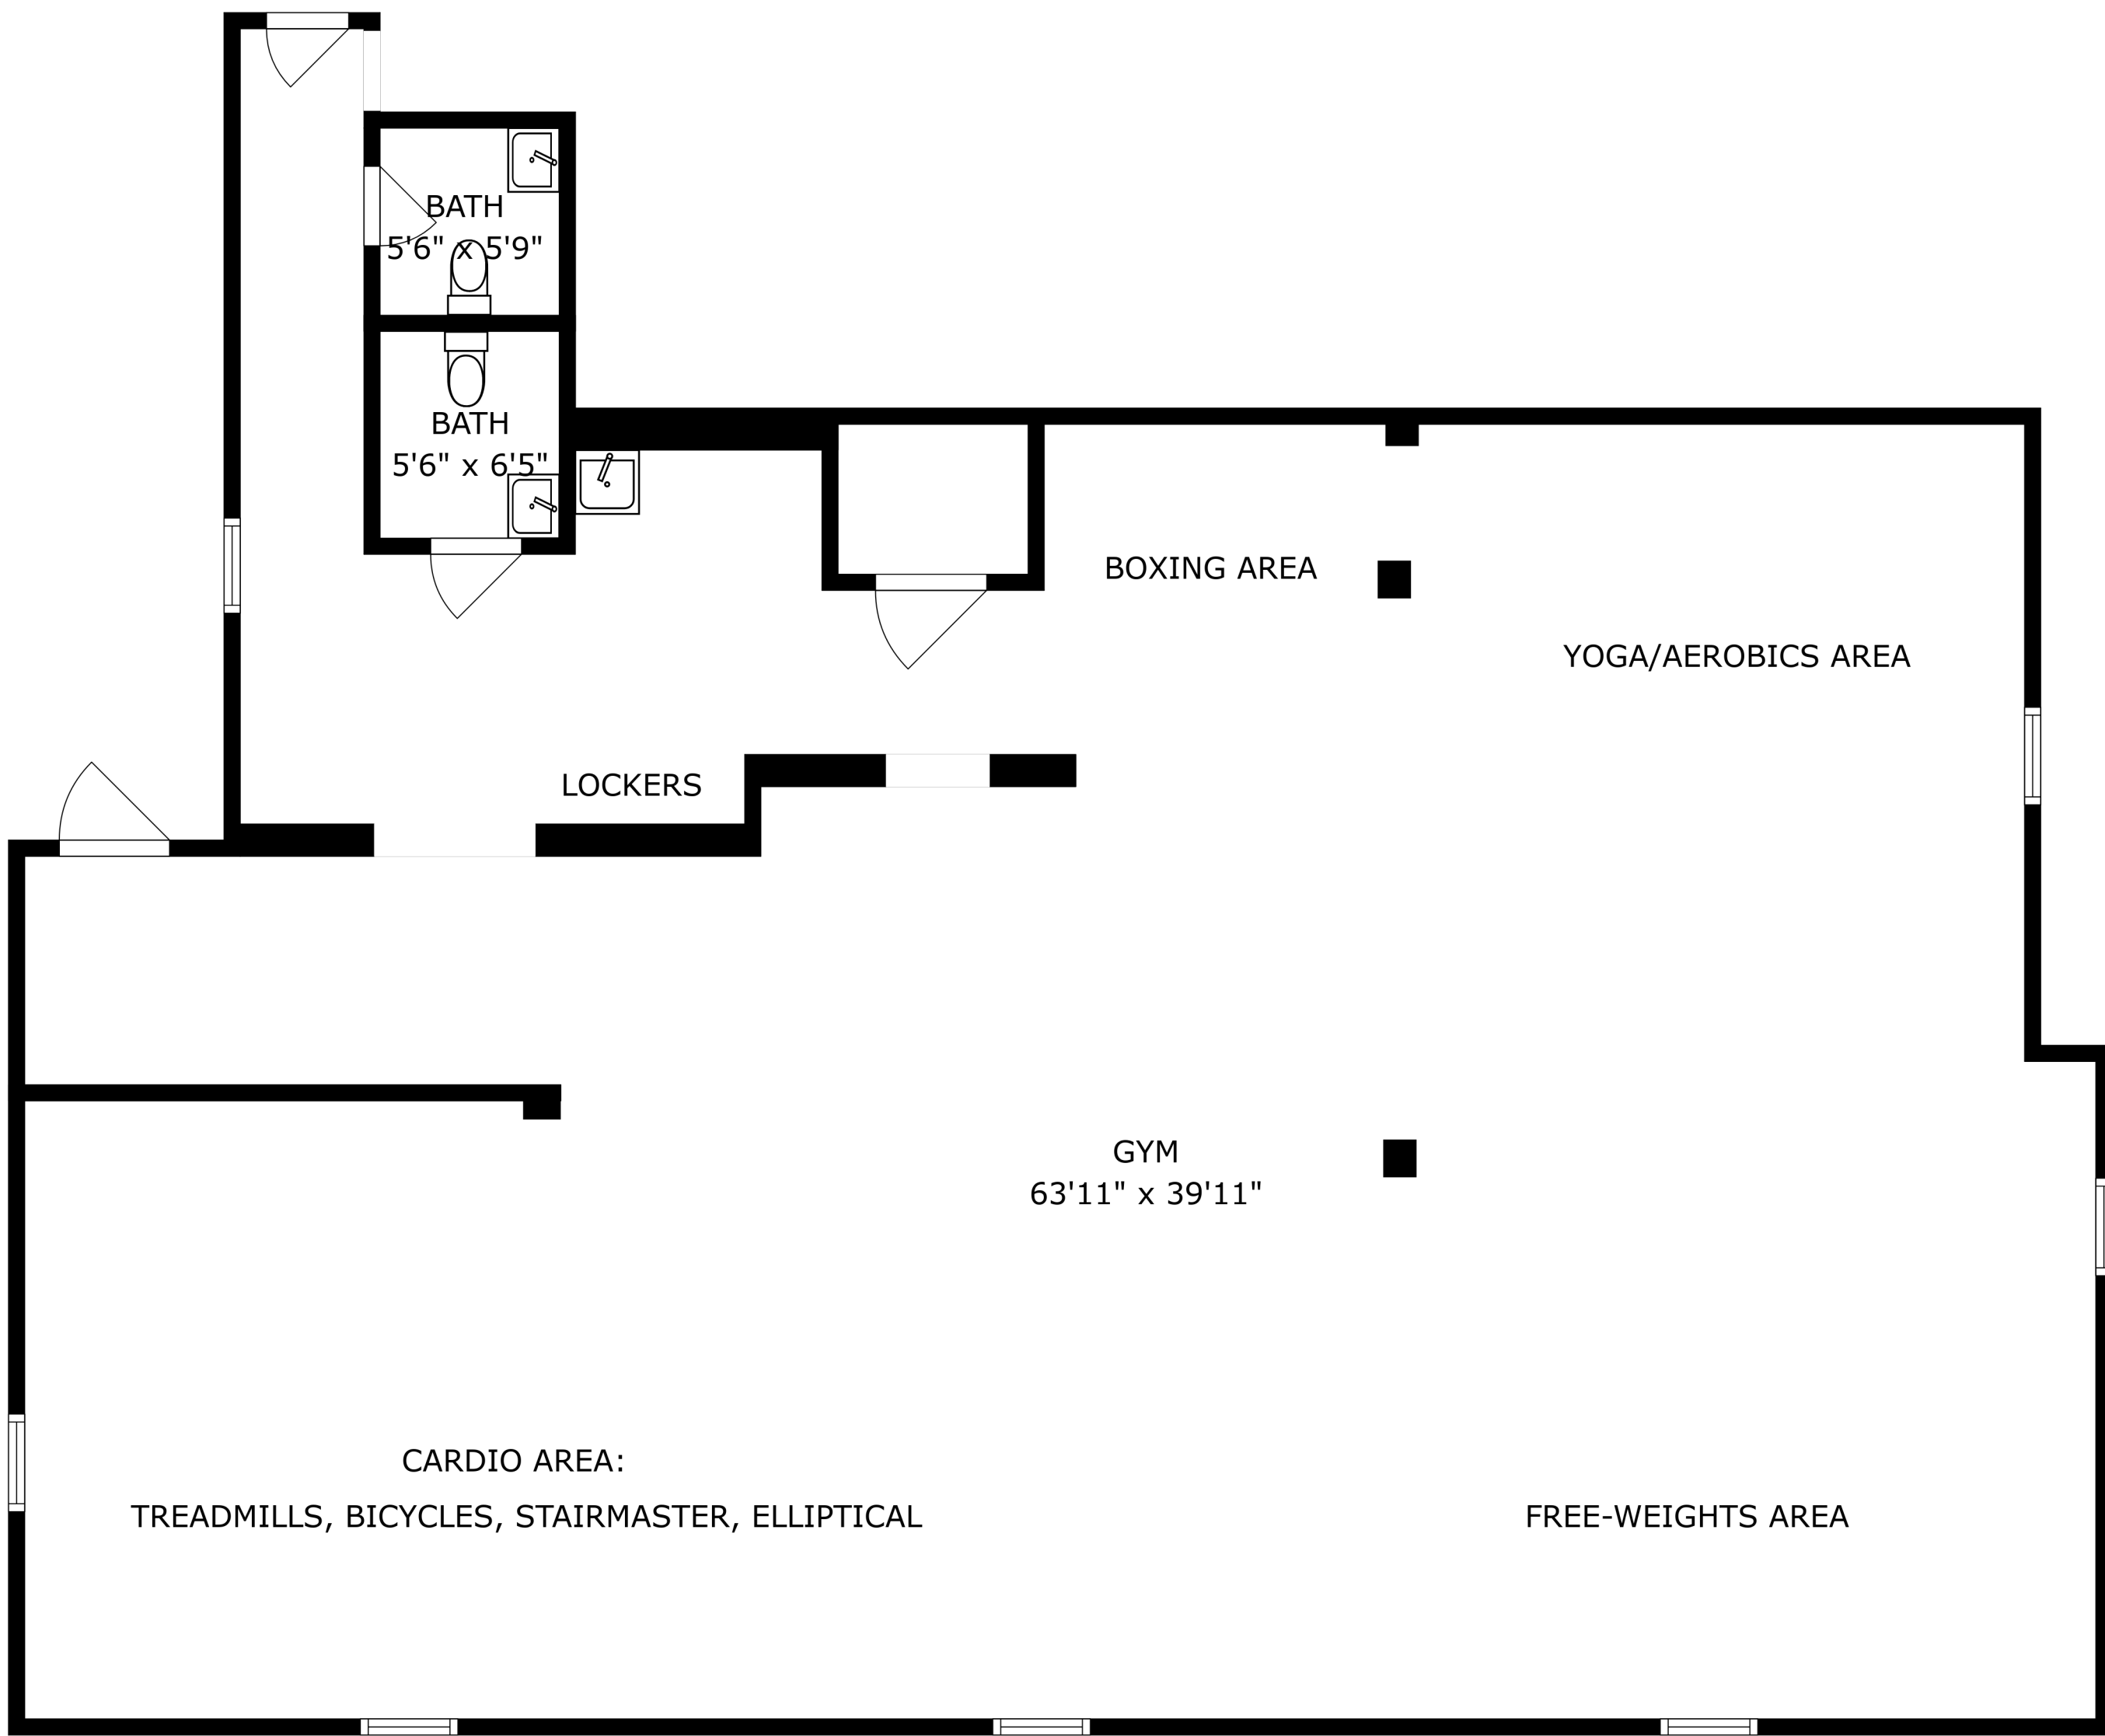 BATH
5'6" x 5'9"
BATH
5'6" x 6'5"
BOXING AREA
YOGA/AEROBICS AREA
LOCKERS
GYM
63'11" x 39'11"
CARDIO AREA:
TREADMILLS, BICYCLES, STAIRMASTER, ELLIPTICAL
FREE-WEIGHTS AREA